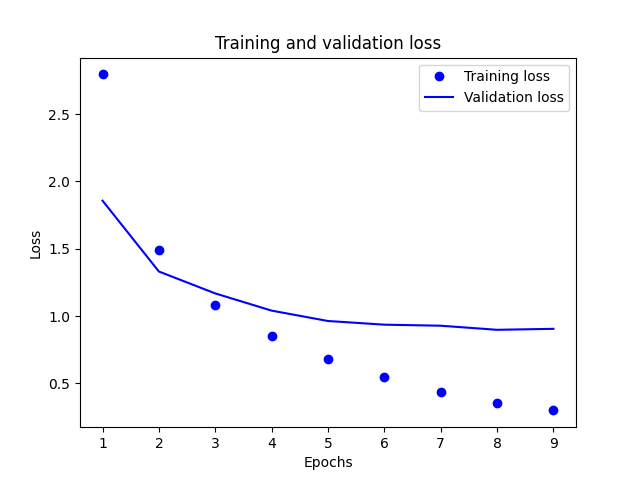 Training and validation loss
Training loss
Validation loss
2.5
2.0
1.5
1.0
0.5
Loss
1 2 3 4 5 6 7 8 9
Epochs